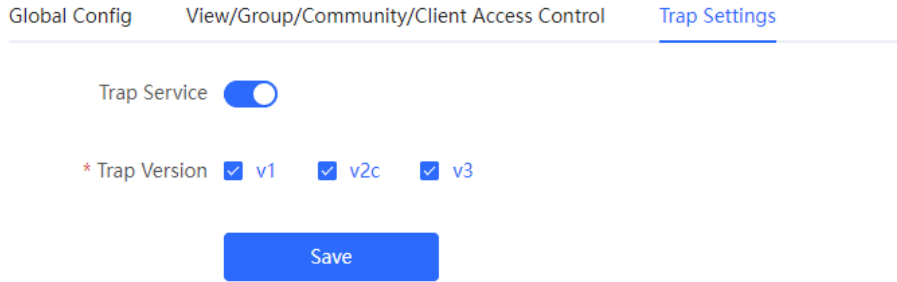 Global Config View/Group/Community/Client Access Control Trap Settings
Trap Service
* Trap Version v1 v2c v3
Save